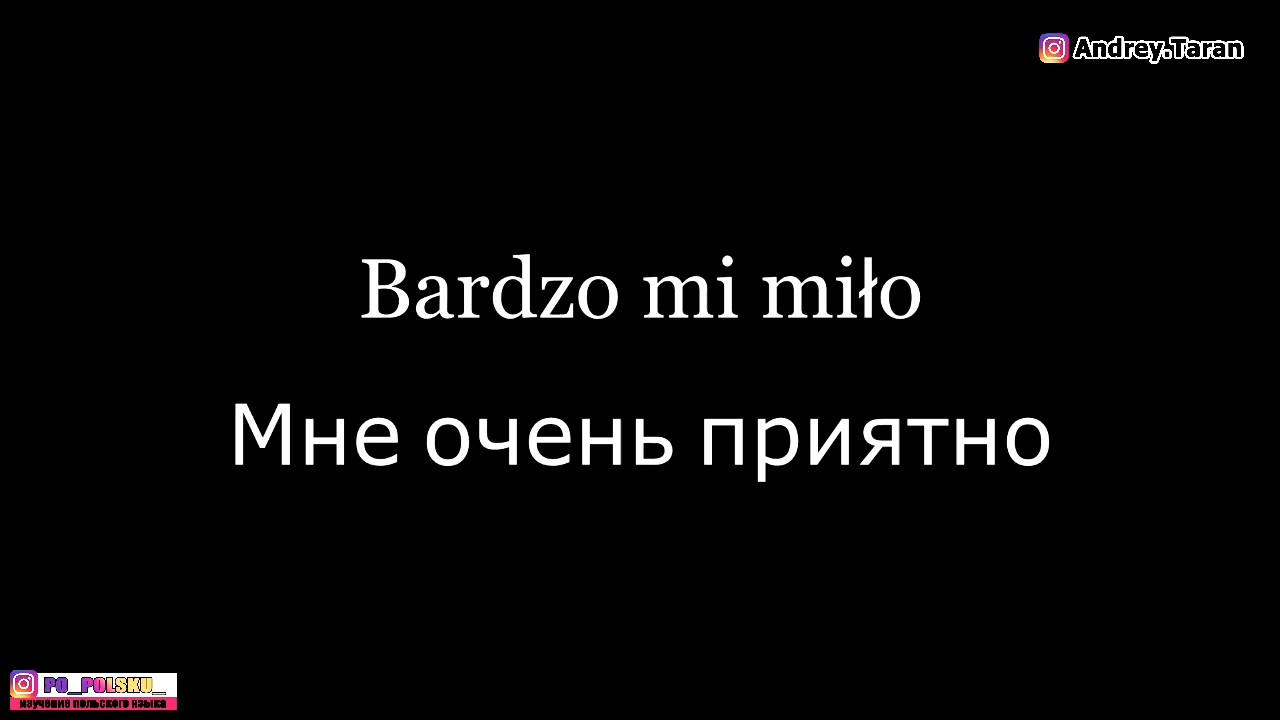 Andrey.Taran
Bardzo mi miło
Мне очень приятно
PO_POLSKU_
изучение польского языка